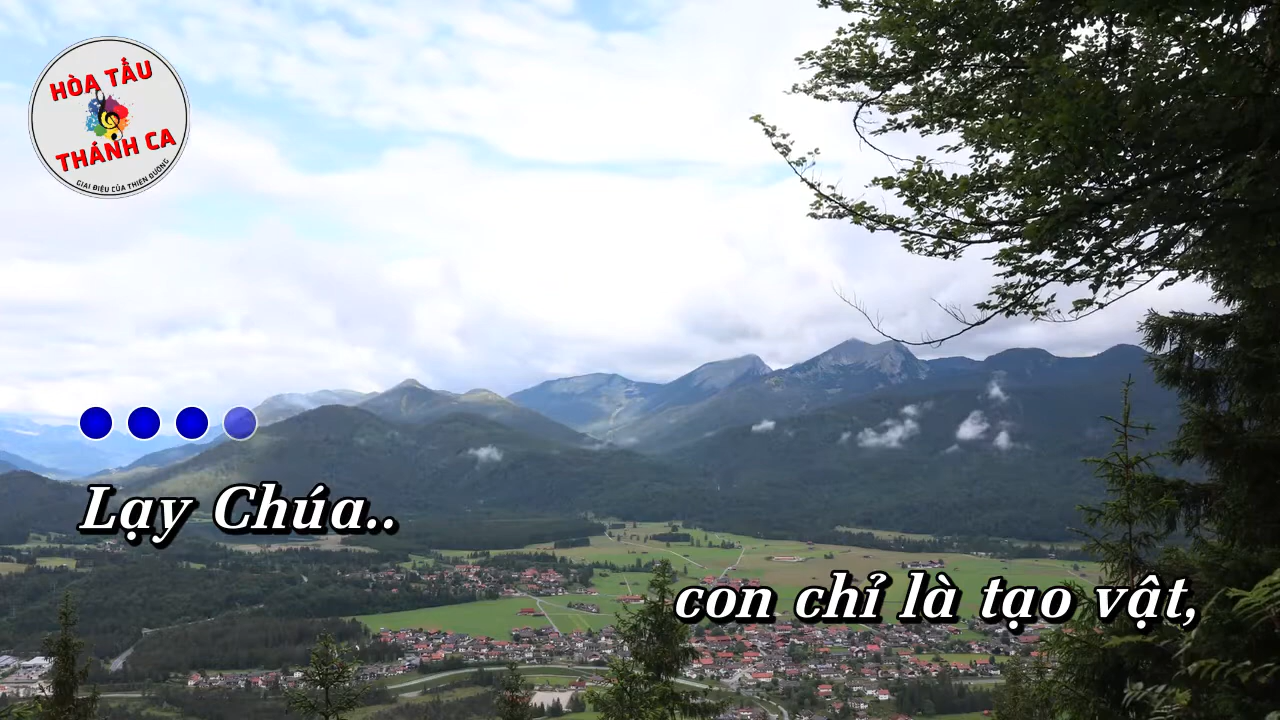 HÒA TẤU
THÁNH CA
GIAI ĐIỆU CỦA THIÊN ĐƯỜNG
Lạy Chúa..
con chỉ là tạo vật,